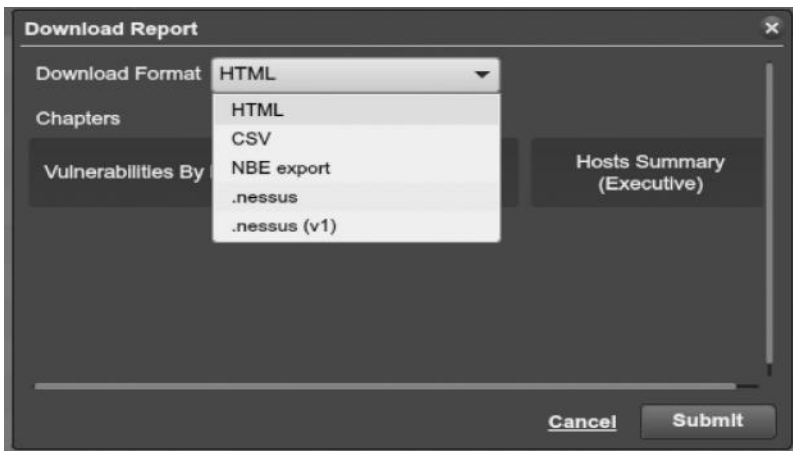 Download Report
Download Format HTML
HTML
Chapters
CSV
Vulnerabilities By
NBE export
Hosts Summary
(Executive)
.nessus
.nessus (v1)
Cancel Submit